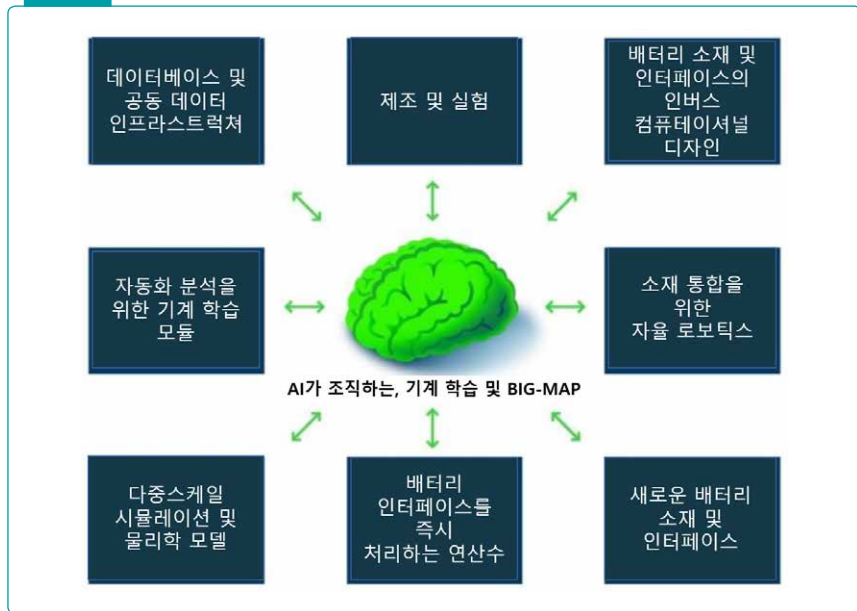 데이터베이스 및
공동 데이터
인프라스트럭쳐
제조 및 실험
배터리 소재 및
인터페이스의
인버스
컴퓨테이셔널
디자인
자동화 분석을
위한 기계 학습
모듈
소재 통합을
위한
자율 로보틱스
AI가 조직하는, 기계 학습 및 BIG-MAP
다중스케일
시뮬레이션 및
물리학 모델
배터리
인터페이스를
즉시
처리하는 연산수
새로운 배터리
소재 및
인터페이스